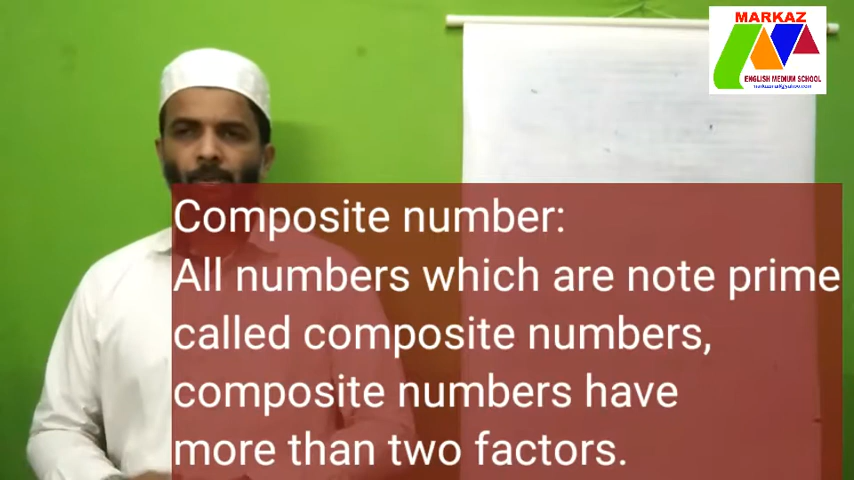 MARKAZ
ENGLISH MEDIUM SCHOOL
Composite number:
All numbers which are note prime
called composite numbers,
composite numbers have
more than two factors.